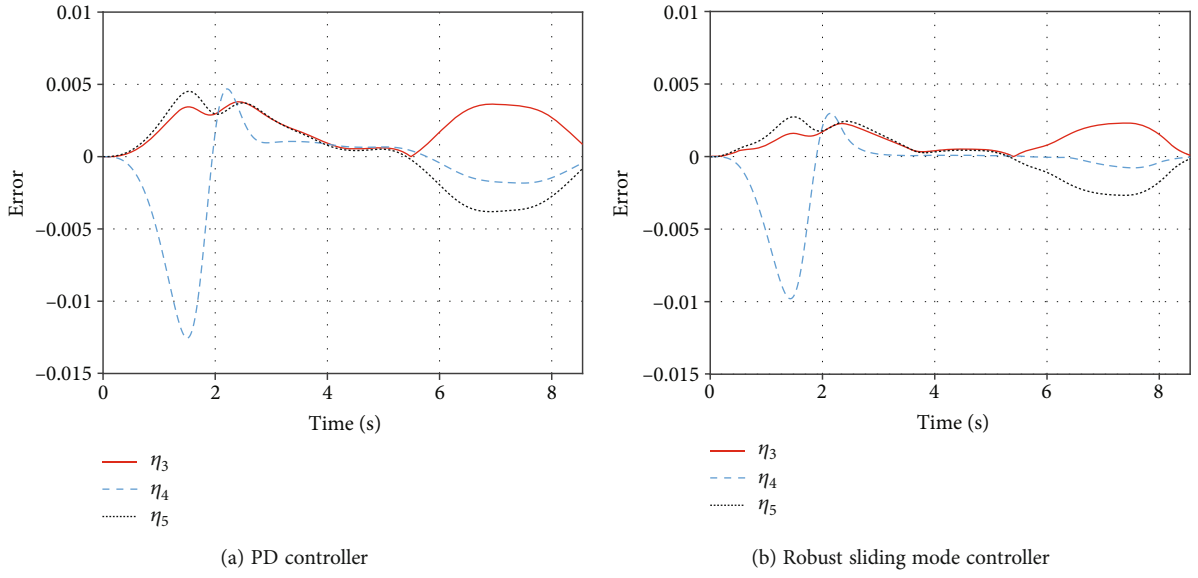 0.01
0.005
0
−0.005
−0.01
−0.015
Error
0 2 4 6 8
Time (s)
η3
η4
η5
(a) PD controller
0.01
0.005
0
−0.005
−0.01
−0.015
Error
0 2 4 6 8
Time (s)
η3
η4
η5
(b) Robust sliding mode controller